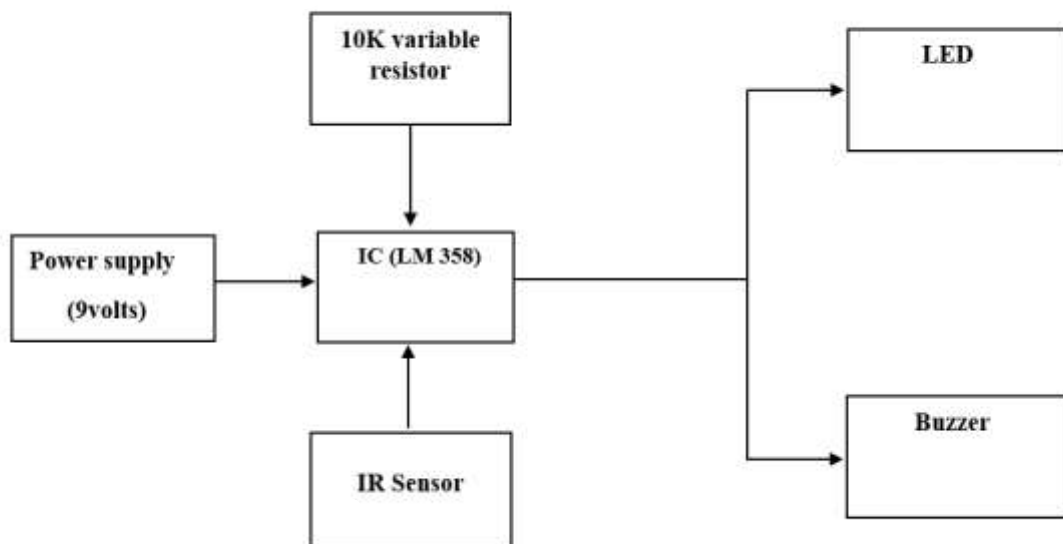 10K variable
resistor
LED
Power supply
(9volts)
IC (LM 358)
Buzzer
IR Sensor